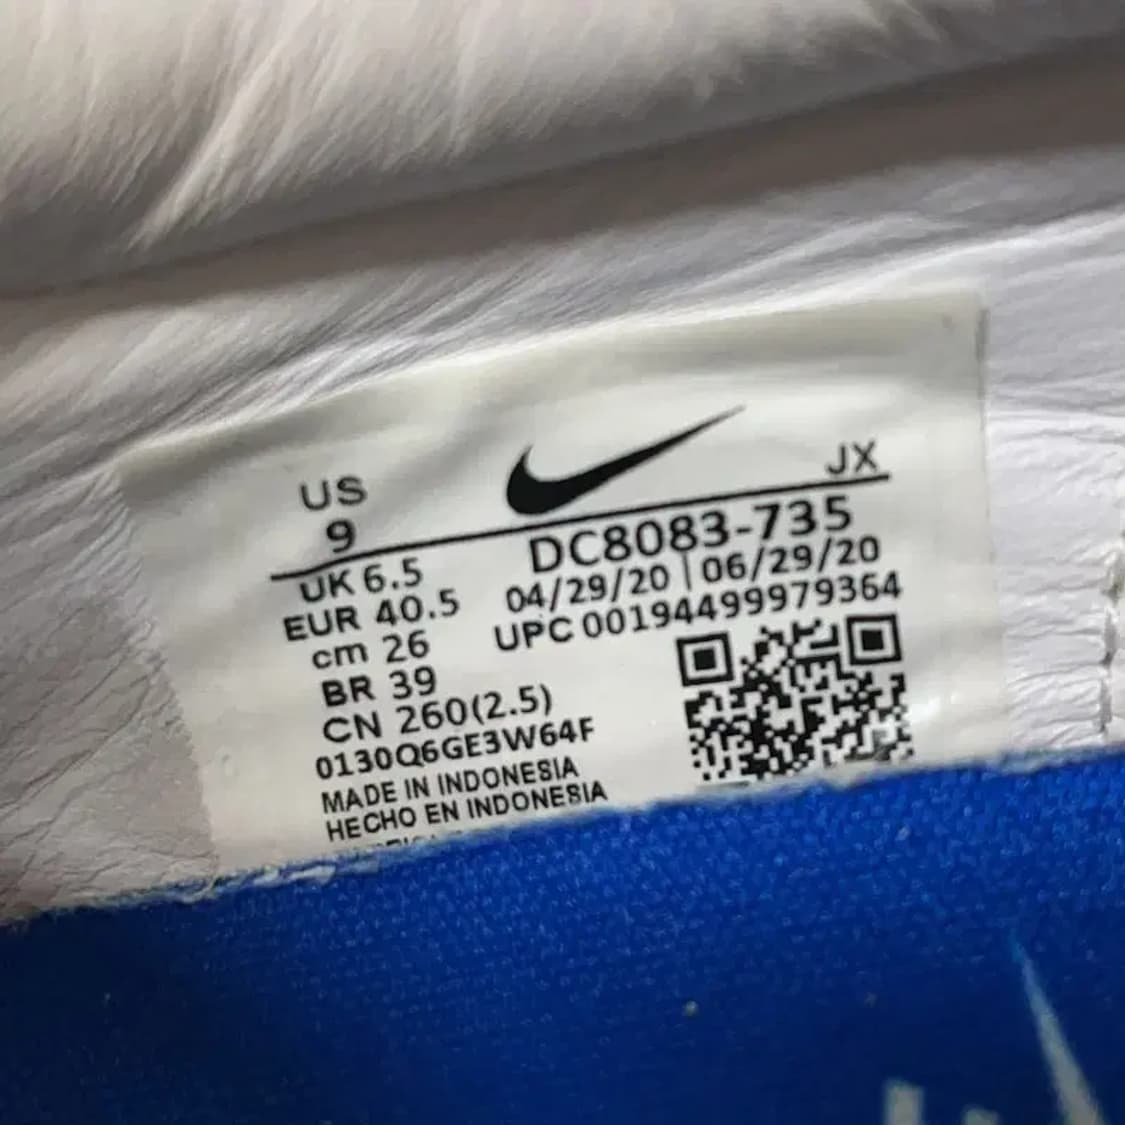 US
JX
9
DC8083-735
UK 6.5
04/29/20 | 06/29/20
EUR 40.5
UPC 00194499979364
cm 26
BR 39
CN 260(2.5)
0130Q6GE3W64F
MADE IN INDONESIA
HECHO EN INDONESIA